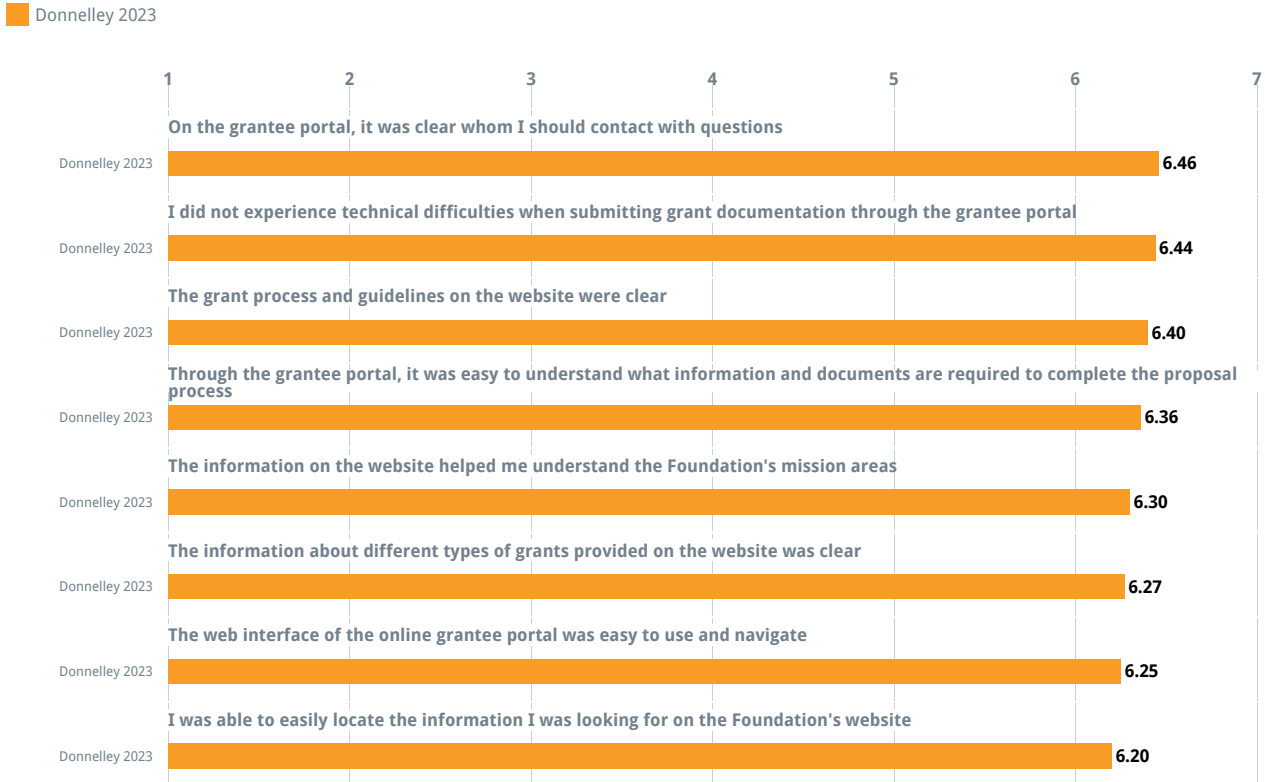 Donnelley 2023
1 2 3 4 5 6 7
On the grantee portal, it was clear whom I should contact with questions
Donnelley 2023 6.46
I did not experience technical difficulties when submitting grant documentation through the grantee portal
Donnelley 2023 6.44
The grant process and guidelines on the website were clear
Donnelley 2023 6.40
Through the grantee portal, it was easy to understand what information and documents are required to complete the proposal
process
Donnelley 2023 6.36
The information on the website helped me understand the Foundation's mission areas
Donnelley 2023 6.30
The information about different types of grants provided on the website was clear
Donnelley 2023 6.27
The web interface of the online grantee portal was easy to use and navigate
Donnelley 2023 6.25
I was able to easily locate the information I was looking for on the Foundation's website
Donnelley 2023 6.20